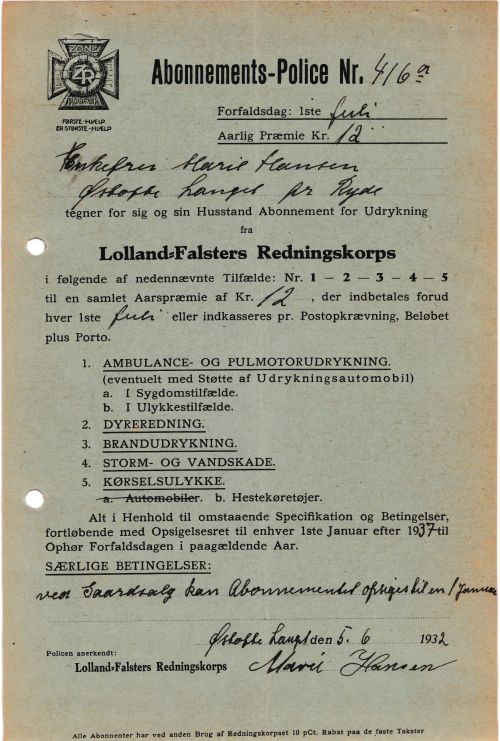 ZONE
ZR
FØRSTE-HJÆLP
ER STØRSTE-HJÆLP
Abonnements-Police Nr. 416a
Forfaldsdag: 1ste Juli
Aarlig Præmie Kr. 12
Enkefru Marie Hansen
Østofte Langet pr Ryde
tegner for sig og sin Husstand Abonnement for Udrykning
fra
Lolland-Falsters Redningskorps
i følgende af nedennævnte Tilfælde: Nr. 1 - 2 - 3 - 4 - 5
til en samlet Aarspræmie af Kr. 12 , der indbetales forud
hver 1ste Juli eller indkasseres pr. Postopkrævning, Beløbet
plus Porto.
1. AMBULANCE- OG PULMOTORUDRYKNING.
(eventuelt med Støtte af Udrykningsautomobil)
a. I Sygdomstilfælde.
b. I Ulykkestilfælde.
2. DYREREDNING.
3. BRANDUDRYKNING.
4. STORM- OG VANDSKADE.
5. KØRSELSULYKKE.
a. Automobiler. b. Hestekøretøjer.
Alt i Henhold til omstaaende Specifikation og Betingelser,
fortløbende med Opsigelsesret til enhver 1ste Januar efter 1937 til
Ophør Forfaldsdagen i paagældende Aar.
SÆRLIGE BETINGELSER:
ved Gaardsalg kan Abonnementet opsiges til en 1 Januar
Østofte Langet den 5. 6 1932
Policen anerkendt:
Lolland-Falsters Redningskorps Marie Hansen
Alle Abonnenter har ved anden Brug af Redningskorpset 10 pCt. Rabat paa de faste Takster